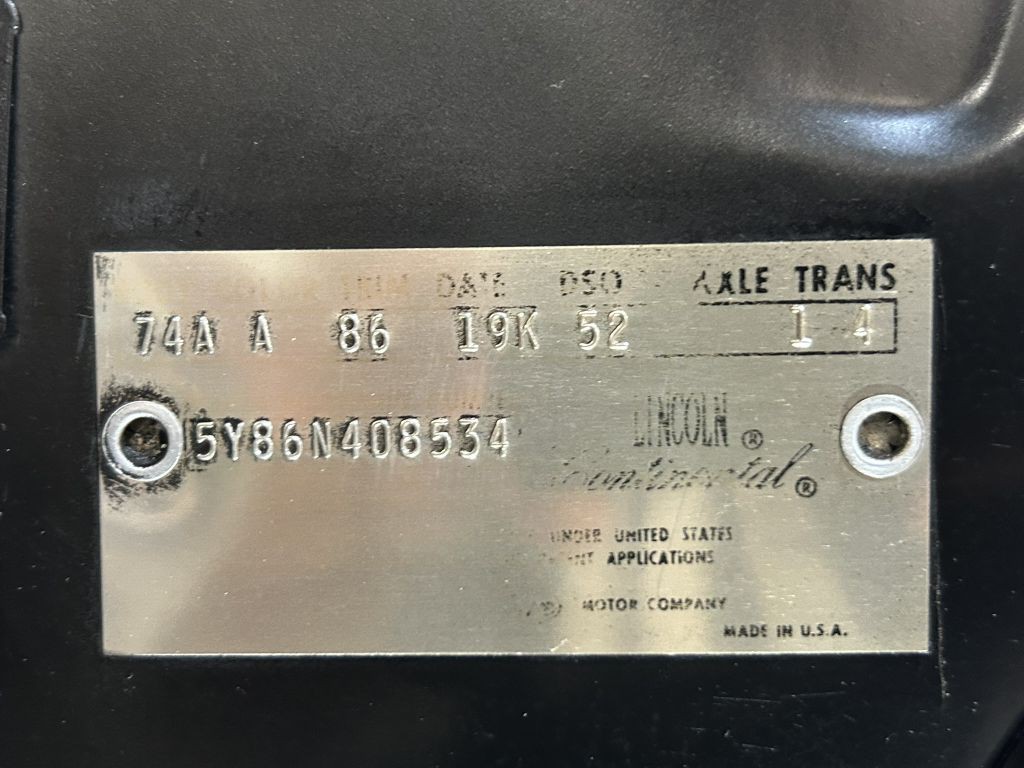 TRIM DATE DSO AXLE TRANS
74A A 86 19K 52 1 4
5Y86N408534
LINCOLN ®
Continental ®
UNDER UNITED STATES
APPLICATIONS
MOTOR COMPANY
MADE IN U.S.A.